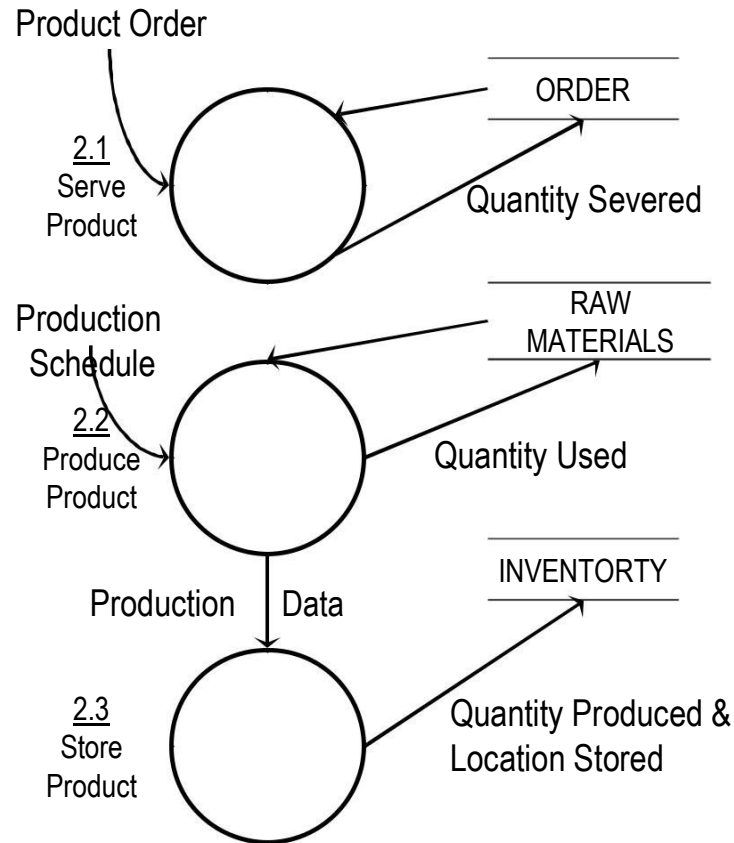 Product Order
ORDER
2.1
Serve
Product
Quantity Severed
RAW
MATERIALS
Production
Schedule
2.2
Produce
Product
Quantity Used
INVENTORTY
Production Data
2.3
Store
Product
Quantity Produced &
Location Stored